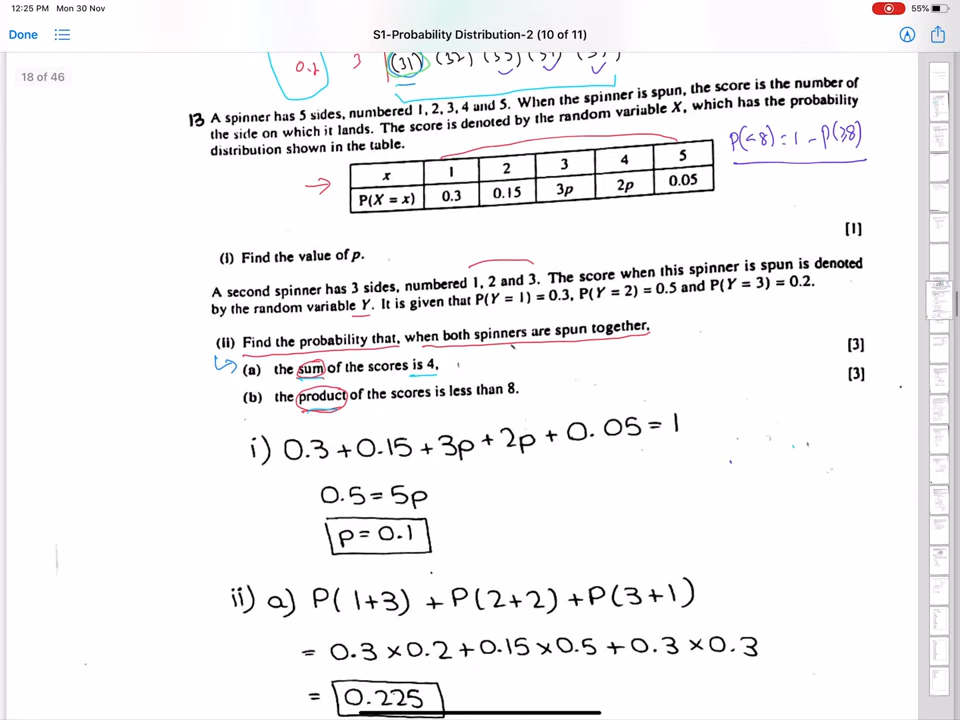 12:25 PM Mon 30 Nov
55%
Done
S1-Probability Distribution-2 (10 of 11)
18 of 46
0.2 3 (31) (32) (33)
13 A spinner has 5 sides, numbered 1, 2, 3, 4 and 5. When the spinner is spun, the score is the number of
the side on which it lands. The score is denoted by the random variable X, which has the probability
distribution shown in the table.
P(<8) = 1 - P(≥8)
x 1 2 3 4 5
P(X = x) 0.3 0.15 3p 2p 0.05
[1]
(i) Find the value of p.
A second spinner has 3 sides, numbered 1, 2 and 3. The score when this spinner is spun is denoted
by the random variable Y. It is given that P(Y = 1) = 0.3, P(Y = 2) = 0.5 and P(Y = 3) = 0.2.
(ii) Find the probability that, when both spinners are spun together,
(a) the sum of the scores is 4, [3]
(b) the product of the scores is less than 8. [3]
i) 0.3 + 0.15 + 3p + 2p + 0.05 = 1
0.5 = 5p
p = 0.1
ii) a) P(1+3) + P(2+2) + P(3+1)
= 0.3 × 0.2 + 0.15 × 0.5 + 0.3 × 0.3
= 0.225